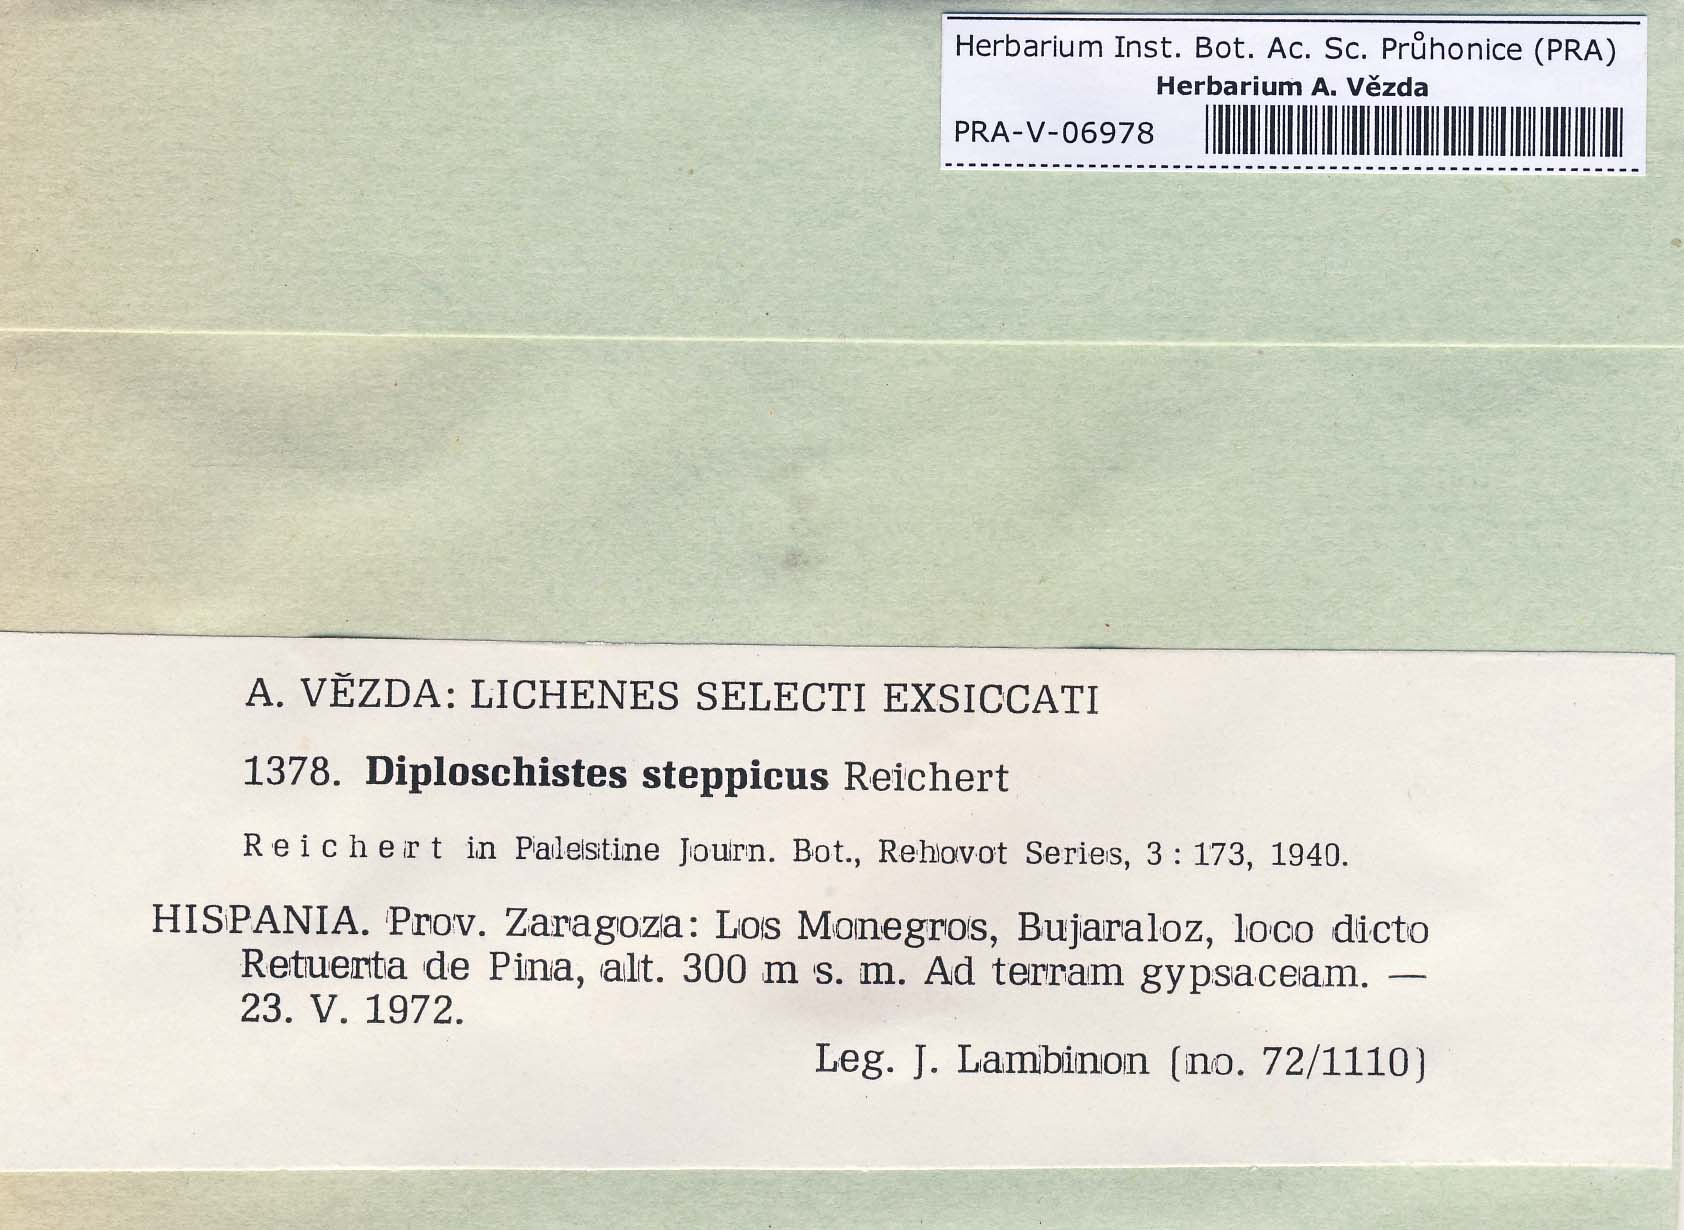 Herbarium Inst. Bot. Ac. Sc. Průhonice (PRA)
Herbarium A. Vězda
PRA-V-06978
A. VĚZDA: LICHENES SELECTI EXSICCATI
1378. Diploschistes steppicus Reichert
Reichert in Palestine Journ. Bot., Rehovot Series, 3 : 173, 1940.
HISPANIA. Prov. Zaragoza: Los Monegros, Bujaraloz, loco dicto
Retuerta de Pina, alt. 300 m s. m. Ad terram gypsaceam. —
23. V. 1972.
Leg. J. Lambinon (no. 72/1110)